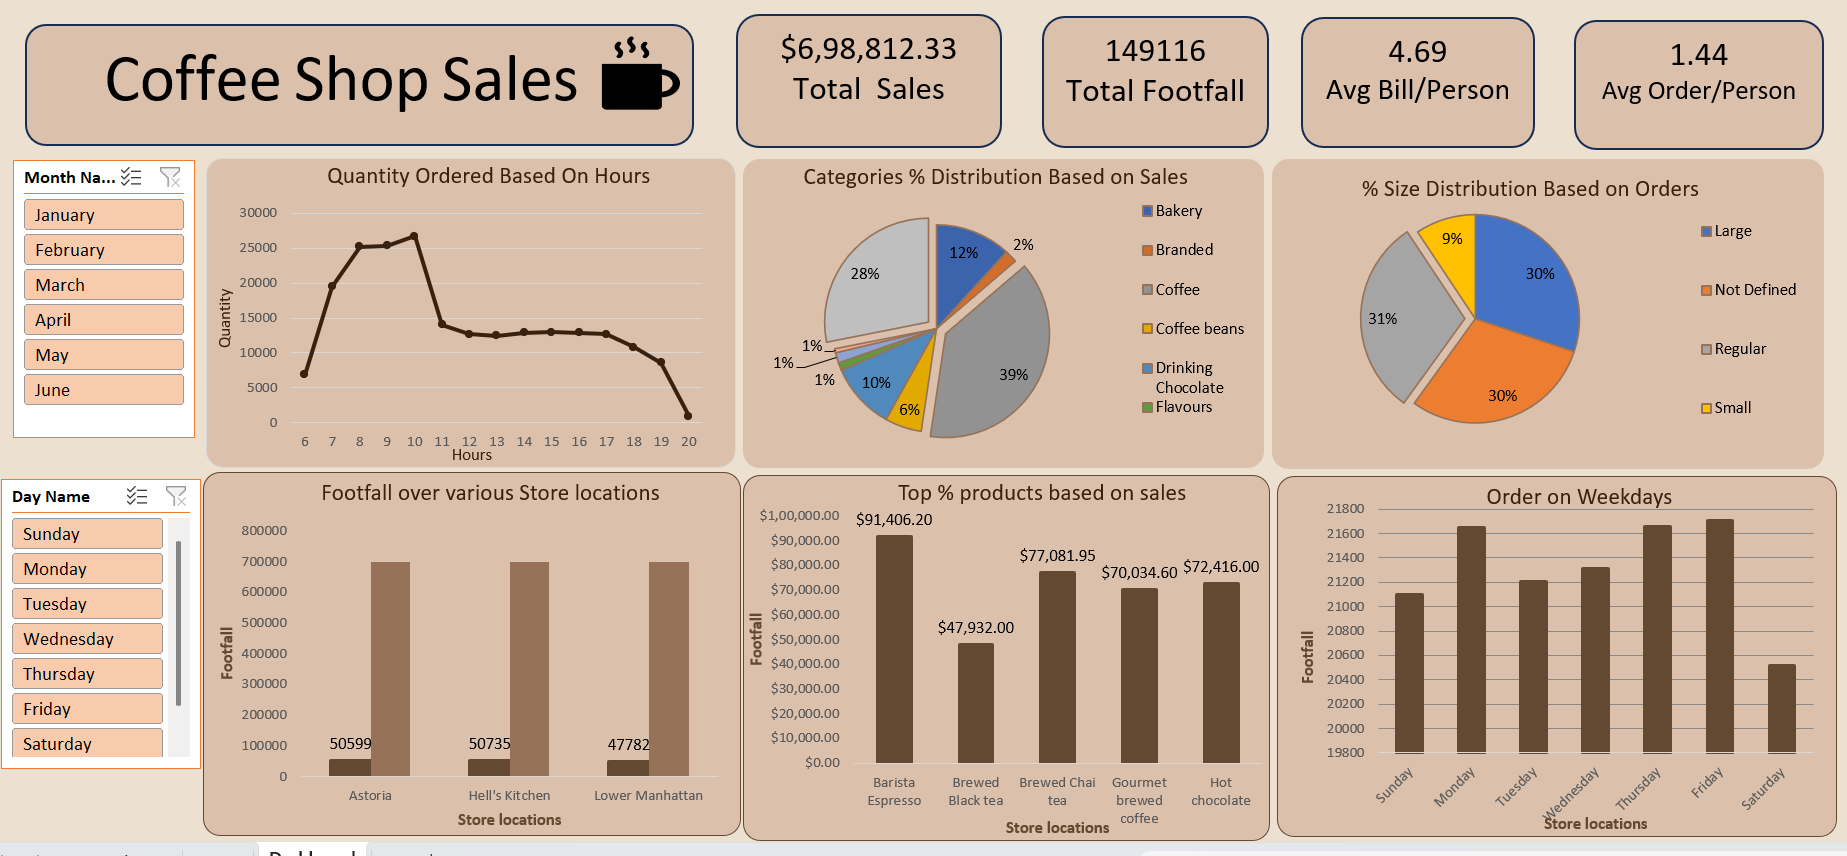 Coffee Shop Sales
$6,98,812.33
Total Sales
149116
Total Footfall
4.69
Avg Bill/Person
1.44
Avg Order/Person
Month Na...
January
February
March
April
May
June
Quantity Ordered Based On Hours
30000
25000
20000
15000
10000
5000
0
Quantity
6 7 8 9 10 11 12 13 14 15 16 17 18 19 20
Hours
Categories % Distribution Based on Sales
12%
2%
39%
6%
10%
1%
1%
1%
28%
Bakery
Branded
Coffee
Coffee beans
Drinking
Chocolate
Flavours
% Size Distribution Based on Orders
30%
30%
31%
9%
Large
Not Defined
Regular
Small
Day Name
Sunday
Monday
Tuesday
Wednesday
Thursday
Friday
Saturday
Footfall over various Store locations
800000
700000
600000
500000
400000
300000
200000
100000
0
Footfall
50599
50735
47782
Astoria
Hell's Kitchen
Lower Manhattan
Store locations
Top % products based on sales
$1,00,000.00
$90,000.00
$80,000.00
$70,000.00
$60,000.00
$50,000.00
$40,000.00
$30,000.00
$20,000.00
$10,000.00
$0.00
Footfall
$91,406.20
$47,932.00
$77,081.95
$70,034.60
$72,416.00
Barista
Espresso
Brewed
Black tea
Brewed Chai
tea
Gourmet
brewed
coffee
Hot
chocolate
Store locations
Order on Weekdays
21800
21600
21400
21200
21000
20800
20600
20400
20200
20000
19800
Footfall
Sunday
Monday
Tuesday
Wednesday
Thursday
Friday
Saturday
Store locations